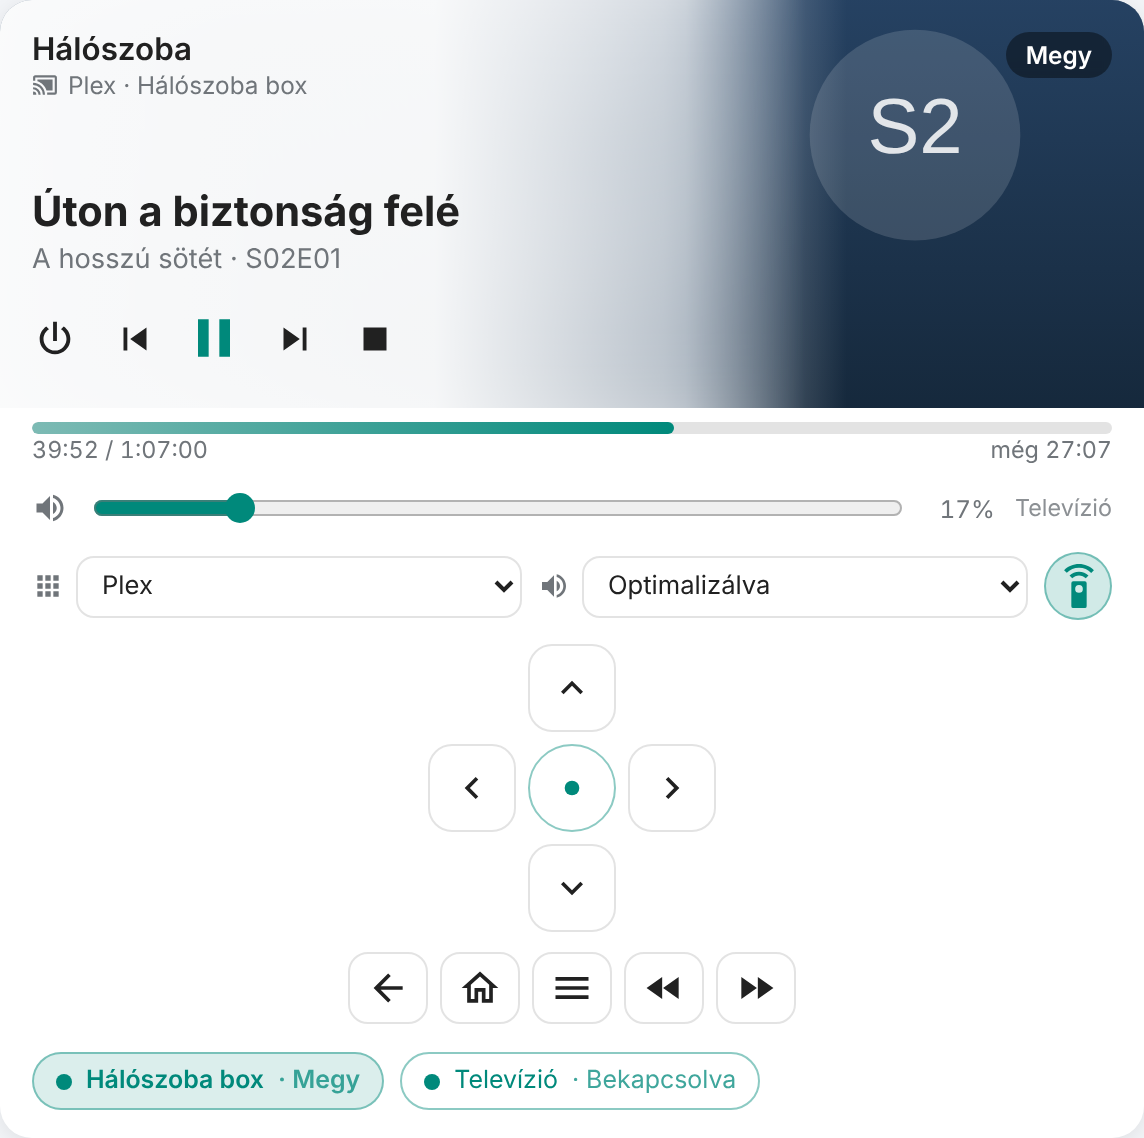 Hálószoba
Plex · Hálószoba box
Megy
S2
Úton a biztonság felé
A hosszú sötét · S02E01
39:52 / 1:07:00
még 27:07
17%
Televízió
Plex
Optimalizálva
Hálószoba box · Megy
Televízió · Bekapcsolva